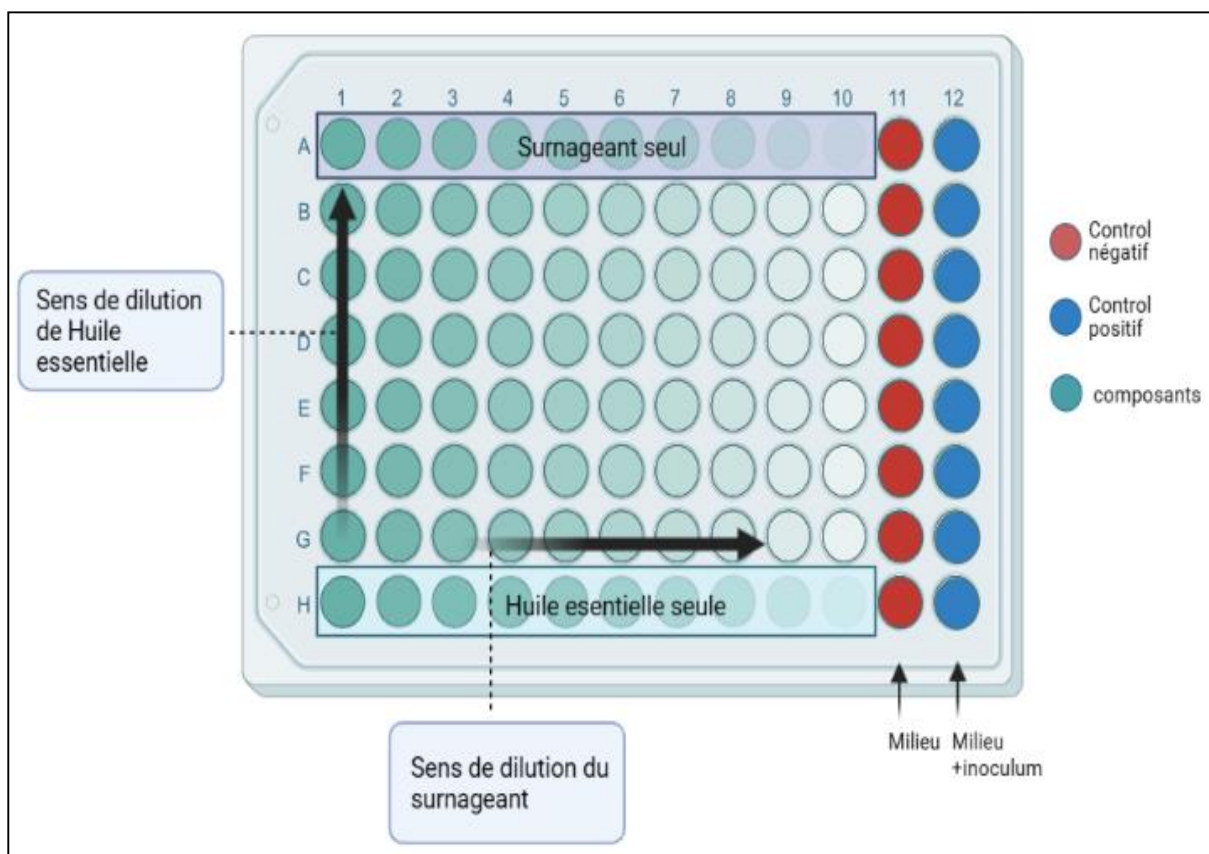 1 2 3 4 5 6 7 8 9 10 11 12
A
Surnageant seul
B
C
D
E
F
G
H
Huile esentielle seule
Sens de dilution
de Huile
essentielle
Control
négatif
Control
positif
composants
Sens de dilution du
surnageant
Milieu
Milieu
+inoculum